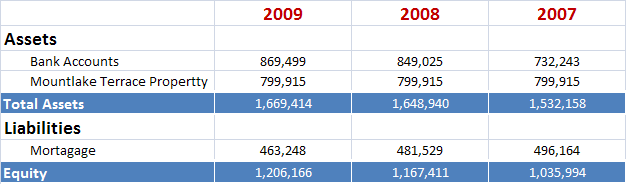 2009 2008 2007
Assets
Bank Accounts 869,499 849,025 732,243
Mountlake Terrace Propertty 799,915 799,915 799,915
Total Assets 1,669,414 1,648,940 1,532,158
Liabilities
Mortagage 463,248 481,529 496,164
Equity 1,206,166 1,167,411 1,035,994